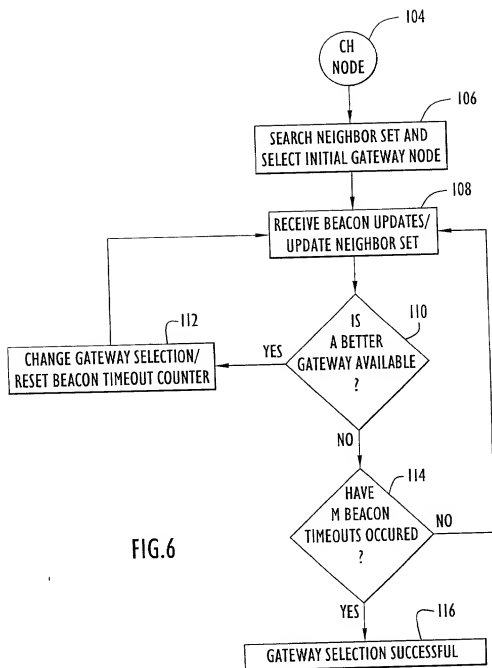 104
CH
NODE
106
SEARCH NEIGHBOR SET AND
SELECT INITIAL GATEWAY NODE
108
RECEIVE BEACON UPDATES/
UPDATE NEIGHBOR SET
110
IS
A BETTER
GATEWAY AVAILABLE
?
YES
112
CHANGE GATEWAY SELECTION/
RESET BEACON TIMEOUT COUNTER
NO
114
HAVE
M BEACON
TIMEOUTS OCCURED
?
NO
FIG.6
YES
116
GATEWAY SELECTION SUCCESSFUL